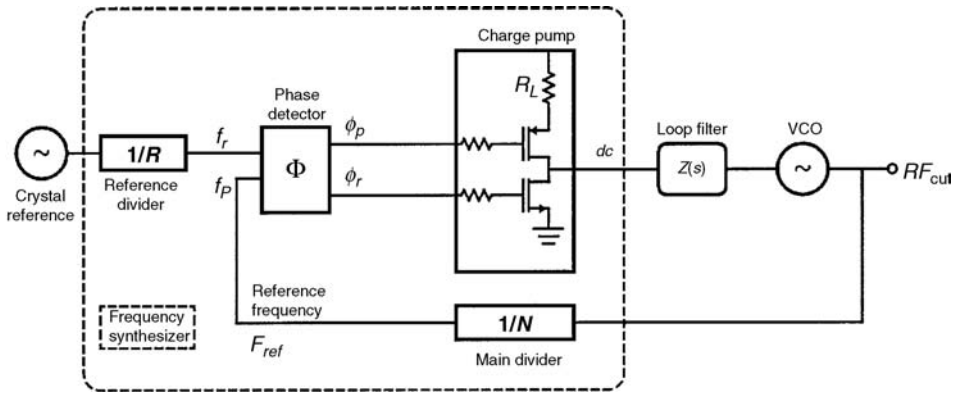 Charge pump
R_L
Phase
detector
Loop filter
VCO
f_r
ϕ_p
dc
~
1/R
Φ
Z(s)
~
RF_cut
Crystal
reference
Reference
divider
f_P
ϕ_r
Reference
frequency
1/N
Frequency
synthesizer
F_ref
Main divider